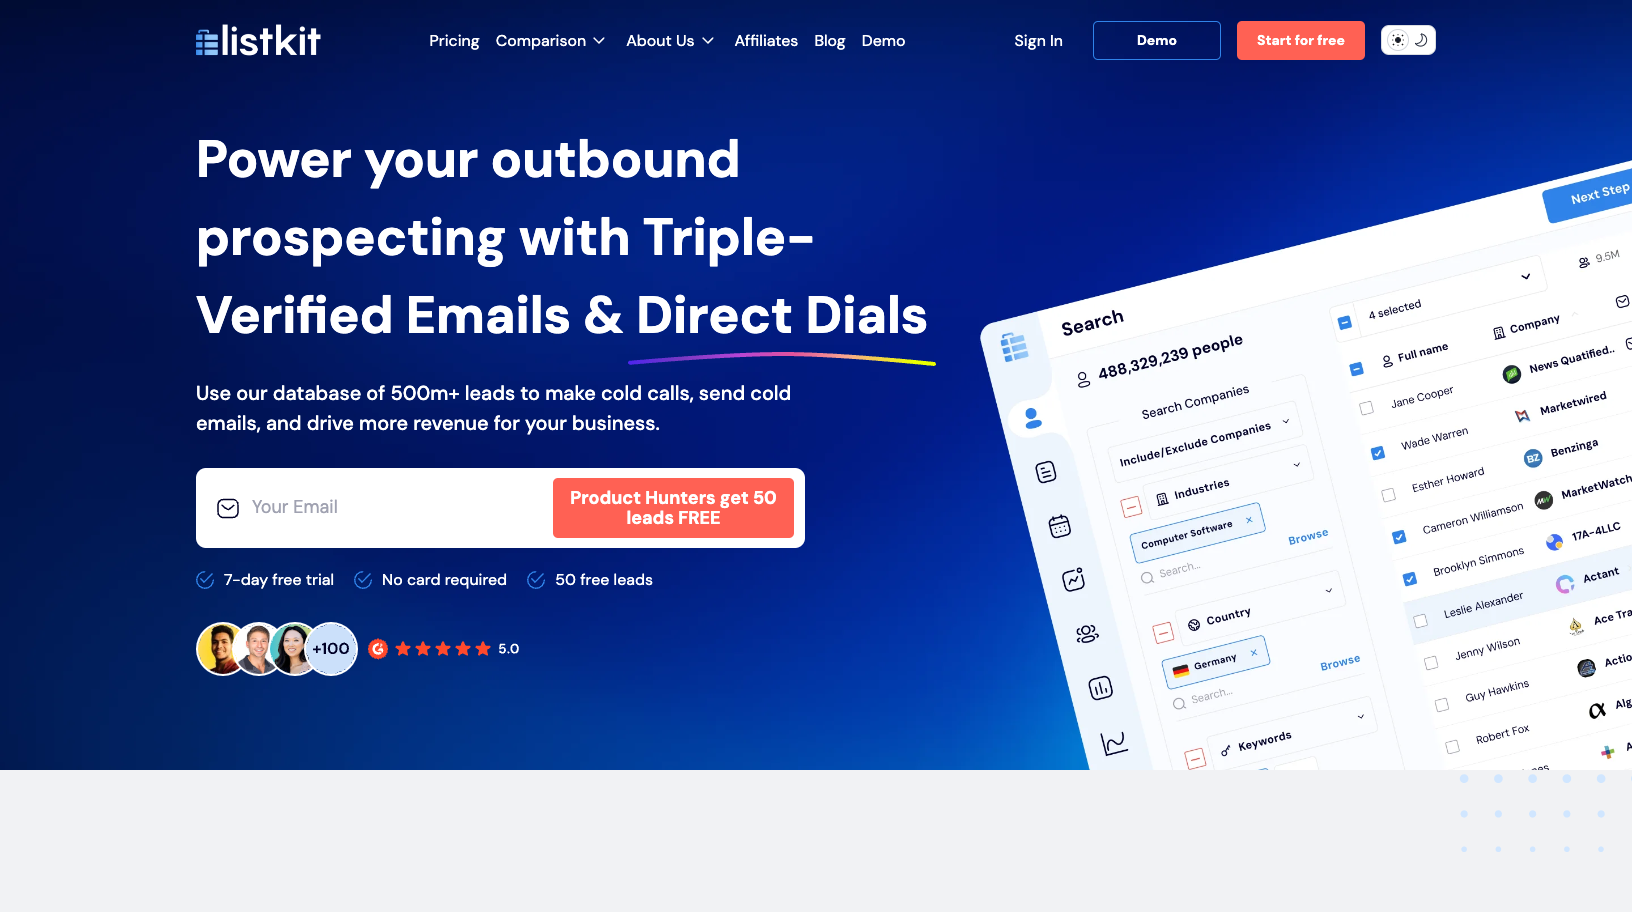 listkit
Pricing Comparison About Us Affiliates Blog Demo Sign In Demo Start for free
Power your outbound
prospecting with Triple-
Verified Emails & Direct Dials
Use our database of 500m+ leads to make cold calls, send cold
emails, and drive more revenue for your business.
Your Email
Product Hunters get 50
leads FREE
7-day free trial No card required 50 free leads
+100 5.0
Next Step
Search
488,329,239 people
Search Companies
Include/Exclude Companies
Industries
Computer Software ×
Browse
Search...
Country
Germany ×
Browse
Search...
Keywords
9.5M
4 selected
Full name Company
Jane Cooper News Quatified..
Wade Warren Marketwired
Esther Howard BZ Benzinga
Cameron Williamson MW MarketWatch
Brooklyn Simmons 17A-4LLC
Leslie Alexander Actant
Jenny Wilson Ace
Guy Hawkins
Robert Fox